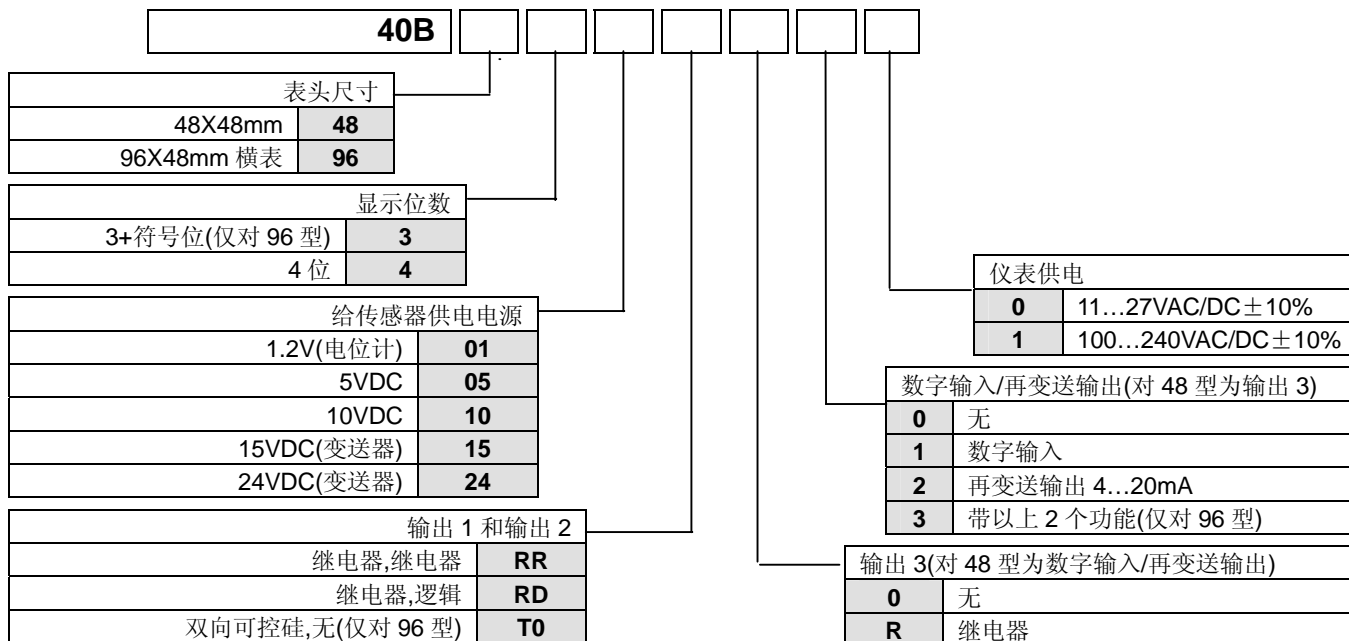 40B
表头尺寸
48X48mm 48
96X48mm 横表 96
显示位数
3+符号位(仅对 96 型) 3
4 位 4
给传感器供电电源
1.2V(电位计) 01
5VDC 05
10VDC 10
15VDC(变送器) 15
24VDC(变送器) 24
输出 1 和输出 2
继电器,继电器 RR
继电器,逻辑 RD
双向可控硅,无(仅对 96 型) T0
仪表供电
0 11…27VAC/DC±10%
1 100…240VAC/DC±10%
数字输入/再变送输出(对 48 型为输出 3)
0 无
1 数字输入
2 再变送输出 4…20mA
3 带以上 2 个功能(仅对 96 型)
输出 3(对 48 型为数字输入/再变送输出)
0 无
R 继电器